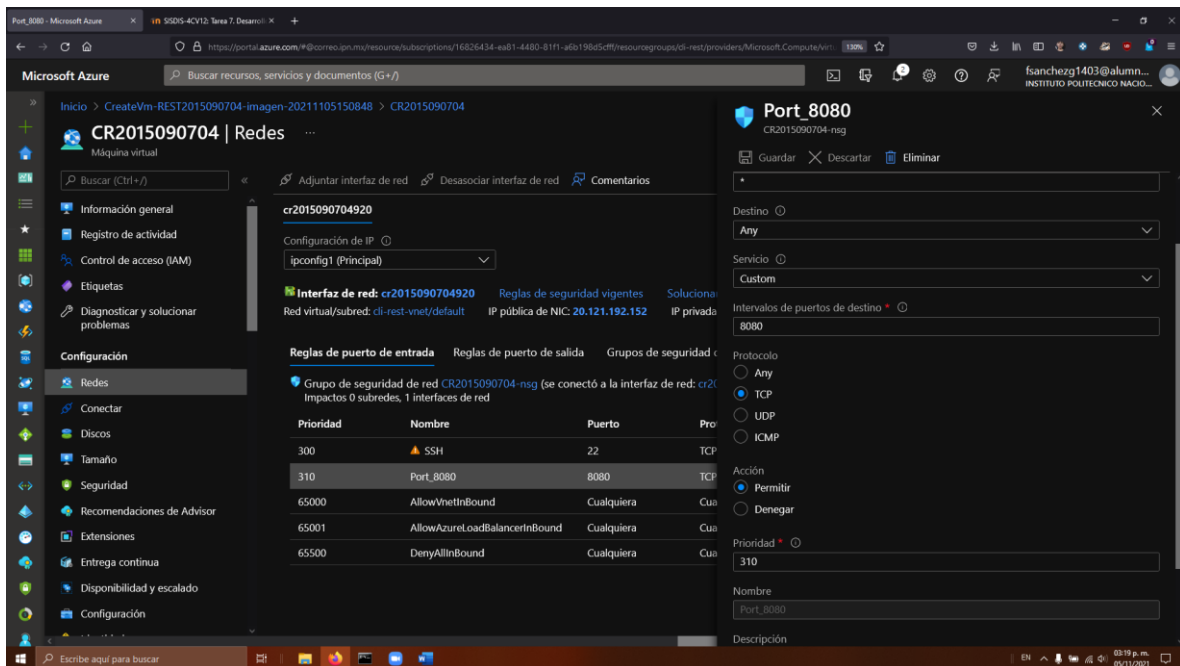 Port_8080 - Microsoft Azure
SISDIS-4CV12: Tarea 7. Desarroll
https://portal.azure.com/#@correo.ipn.mx/resource/subscriptions/16826434-ea81-4480-81f1-a6b198d5cfff/resourcegroups/cli-rest/providers/Microsoft.Compute/virt
130%
Microsoft Azure
Buscar recursos, servicios y documentos (G+/)
2
fsanchezg1403@alumn...
INSTITUTO POLITECNICO NACIO...
Inicio > CreateVm-REST2015090704-imagen-20211105150848 > CR2015090704
CR2015090704 | Redes ...
Máquina virtual
Buscar (Ctrl+/)
Información general
Registro de actividad
Control de acceso (IAM)
Etiquetas
Diagnosticar y solucionar
problemas
Configuración
Redes
Conectar
Discos
Tamaño
Seguridad
Recomendaciones de Advisor
Extensiones
Entrega continua
Disponibilidad y escalado
Configuración
Adjuntar interfaz de red Desasociar interfaz de red Comentarios
cr2015090704920
Configuración de IP
ipconfig1 (Principal)
Interfaz de red: cr2015090704920 Reglas de seguridad vigentes Soluciona
Red virtual/subred: cli-rest-vnet/default IP pública de NIC: 20.121.192.152 IP privada
Reglas de puerto de entrada Reglas de puerto de salida Grupos de seguridad
Grupo de seguridad de red CR2015090704-nsg (se conectó a la interfaz de red: cr20
Impactos 0 subredes, 1 interfaces de red
Prioridad Nombre Puerto Pro
300 SSH 22 TCP
310 Port_8080 8080 TCP
65000 AllowVnetInBound Cualquiera Cua
65001 AllowAzureLoadBalancerInBound Cualquiera Cua
65500 DenyAllInBound Cualquiera Cua
Port_8080
CR2015090704-nsg
Guardar Descartar Eliminar
*
Destino
Any
Servicio
Custom
Intervalos de puertos de destino *
8080
Protocolo
Any
TCP
UDP
ICMP
Acción
Permitir
Denegar
Prioridad *
310
Nombre
Port_8080
Descripción
Escribe aquí para buscar
EN
03:19 p. m.
05/11/2021